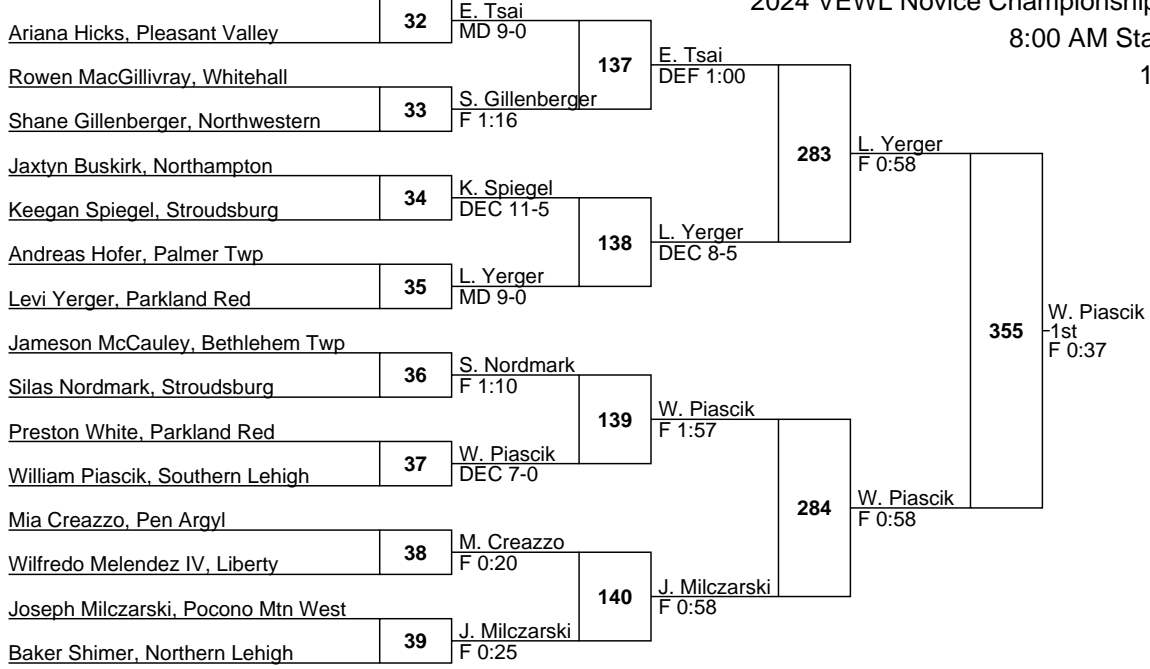 2024 VEWL Novice Championship
8:00 AM Sta
1
32
E. Tsai
MD 9-0
Ariana Hicks, Pleasant Valley
137
E. Tsai
DEF 1:00
Rowen MacGillivray, Whitehall
33
S. Gillenberger
F 1:16
Shane Gillenberger, Northwestern
283
L. Yerger
F 0:58
Jaxtyn Buskirk, Northampton
34
K. Spiegel
DEC 11-5
Keegan Spiegel, Stroudsburg
138
L. Yerger
DEC 8-5
Andreas Hofer, Palmer Twp
35
L. Yerger
MD 9-0
Levi Yerger, Parkland Red
355
W. Piascik
1st
F 0:37
Jameson McCauley, Bethlehem Twp
36
S. Nordmark
F 1:10
Silas Nordmark, Stroudsburg
139
W. Piascik
F 1:57
Preston White, Parkland Red
37
W. Piascik
DEC 7-0
William Piascik, Southern Lehigh
284
W. Piascik
F 0:58
Mia Creazzo, Pen Argyl
38
M. Creazzo
F 0:20
Wilfredo Melendez IV, Liberty
140
J. Milczarski
F 0:58
Joseph Milczarski, Pocono Mtn West
39
J. Milczarski
F 0:25
Baker Shimer, Northern Lehigh